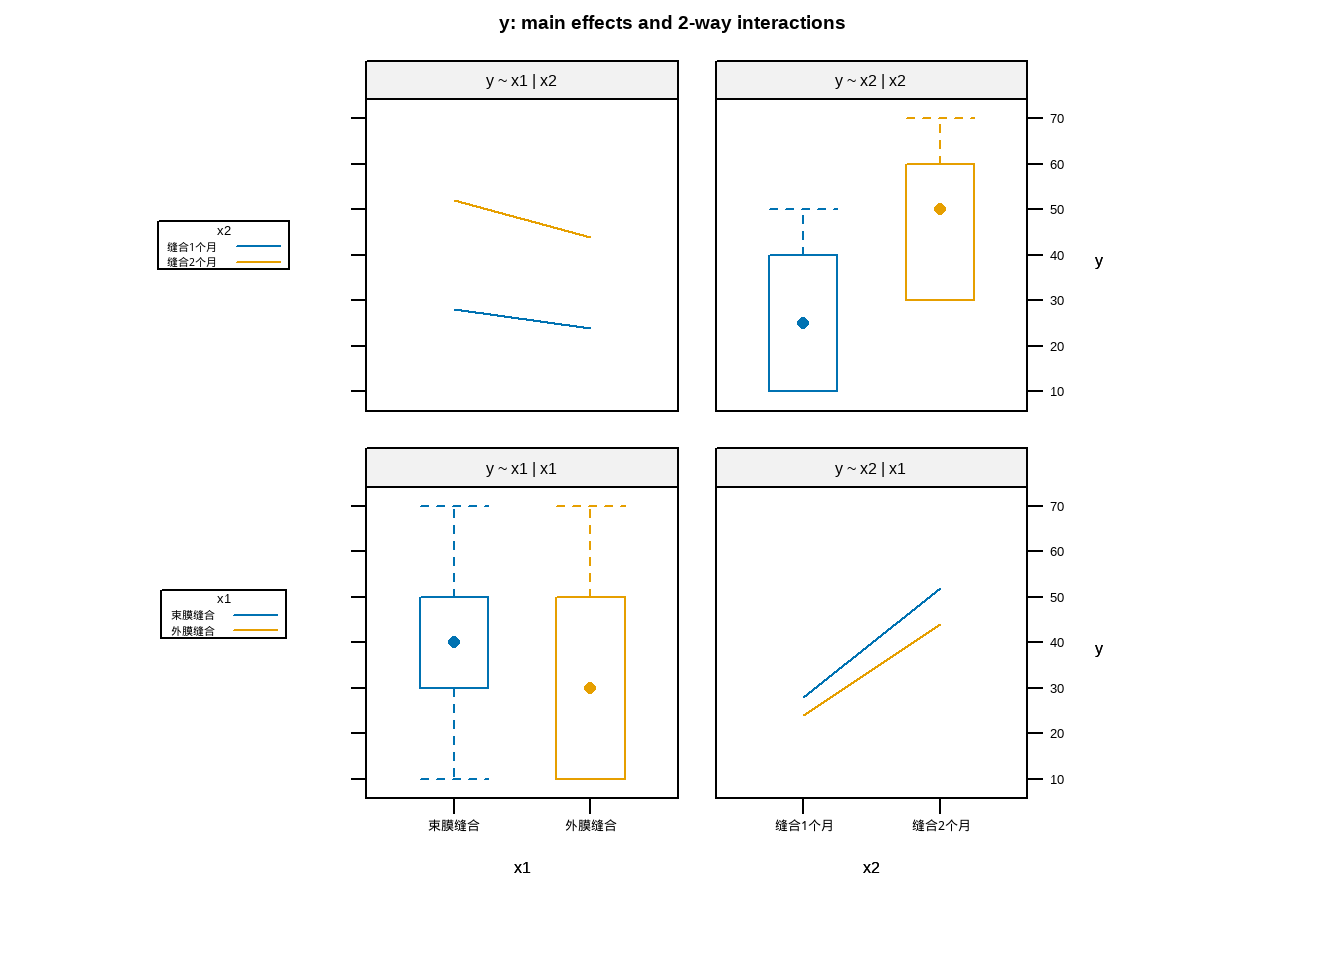 y: main effects and 2-way interactions
y ~ x1 | x2
y ~ x2 | x2
70
60
50
40
30
20
10
y
x2
缝合1个月
缝合2个月
y ~ x1 | x1
y ~ x2 | x1
70
60
50
40
30
20
10
y
x1
束膜缝合
外膜缝合
束膜缝合
外膜缝合
缝合1个月
缝合2个月
x1
x2